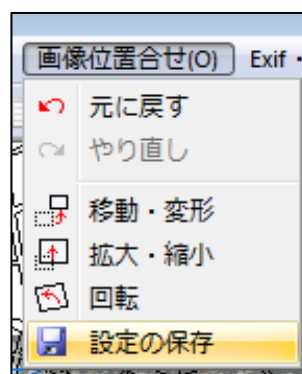 画像位置合せ(O) Exif・
元に戻す
やり直し
移動・変形
拡大・縮小
回転
設定の保存